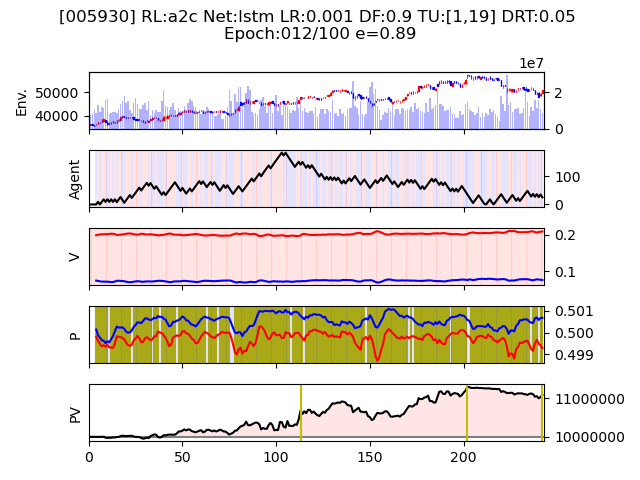 [005930] RL:a2c Net:lstm LR:0.001 DF:0.9 TU:[1,19] DRT:0.05
Epoch:012/100 e=0.89
1e7
Env.
50000
40000
2
0
Agent
100
0
V
0.2
0.1
P
0.501
0.500
0.499
PV
11000000
10000000
0 50 100 150 200